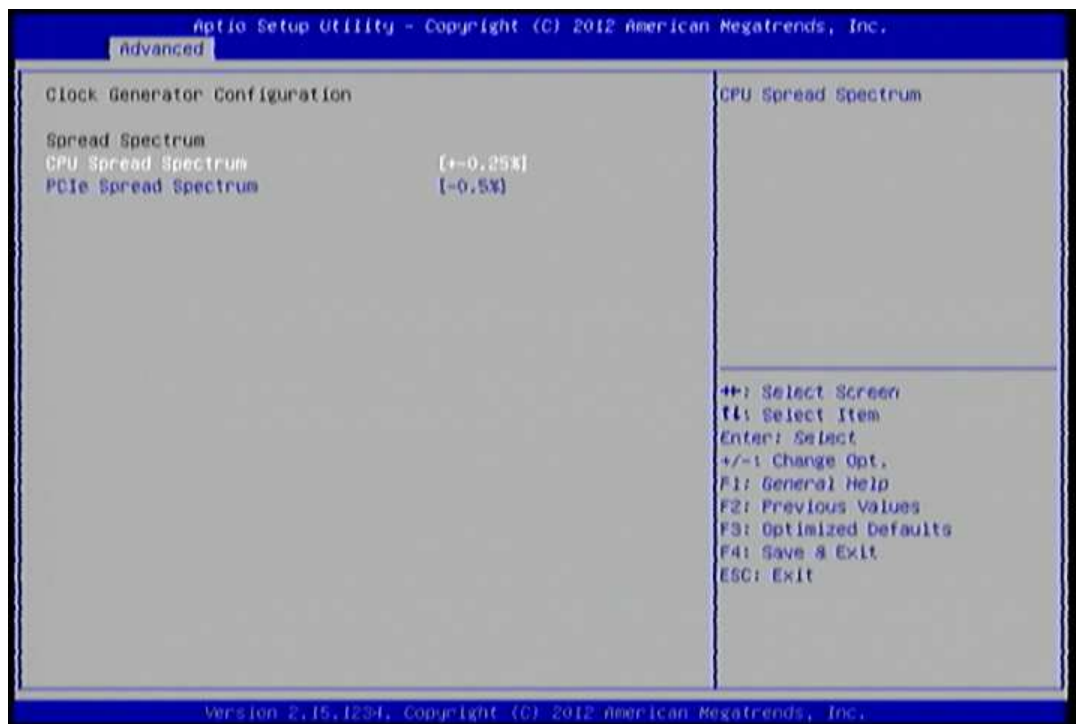 Aptio Setup Utility - Copyright (C) 2012 American Megatrends, Inc.
Advanced
Clock Generator Configuration
Spread Spectrum
CPU Spread Spectrum [+-0.25%]
PCIe Spread Spectrum [-0.5%]
CPU Spread Spectrum
→←: Select Screen
↑↓: Select Item
Enter: Select
+/-: Change Opt.
F1: General Help
F2: Previous Values
F3: Optimized Defaults
F4: Save & Exit
ESC: Exit
Version 2.15.1234. Copyright (C) 2012 American Megatrends, Inc.